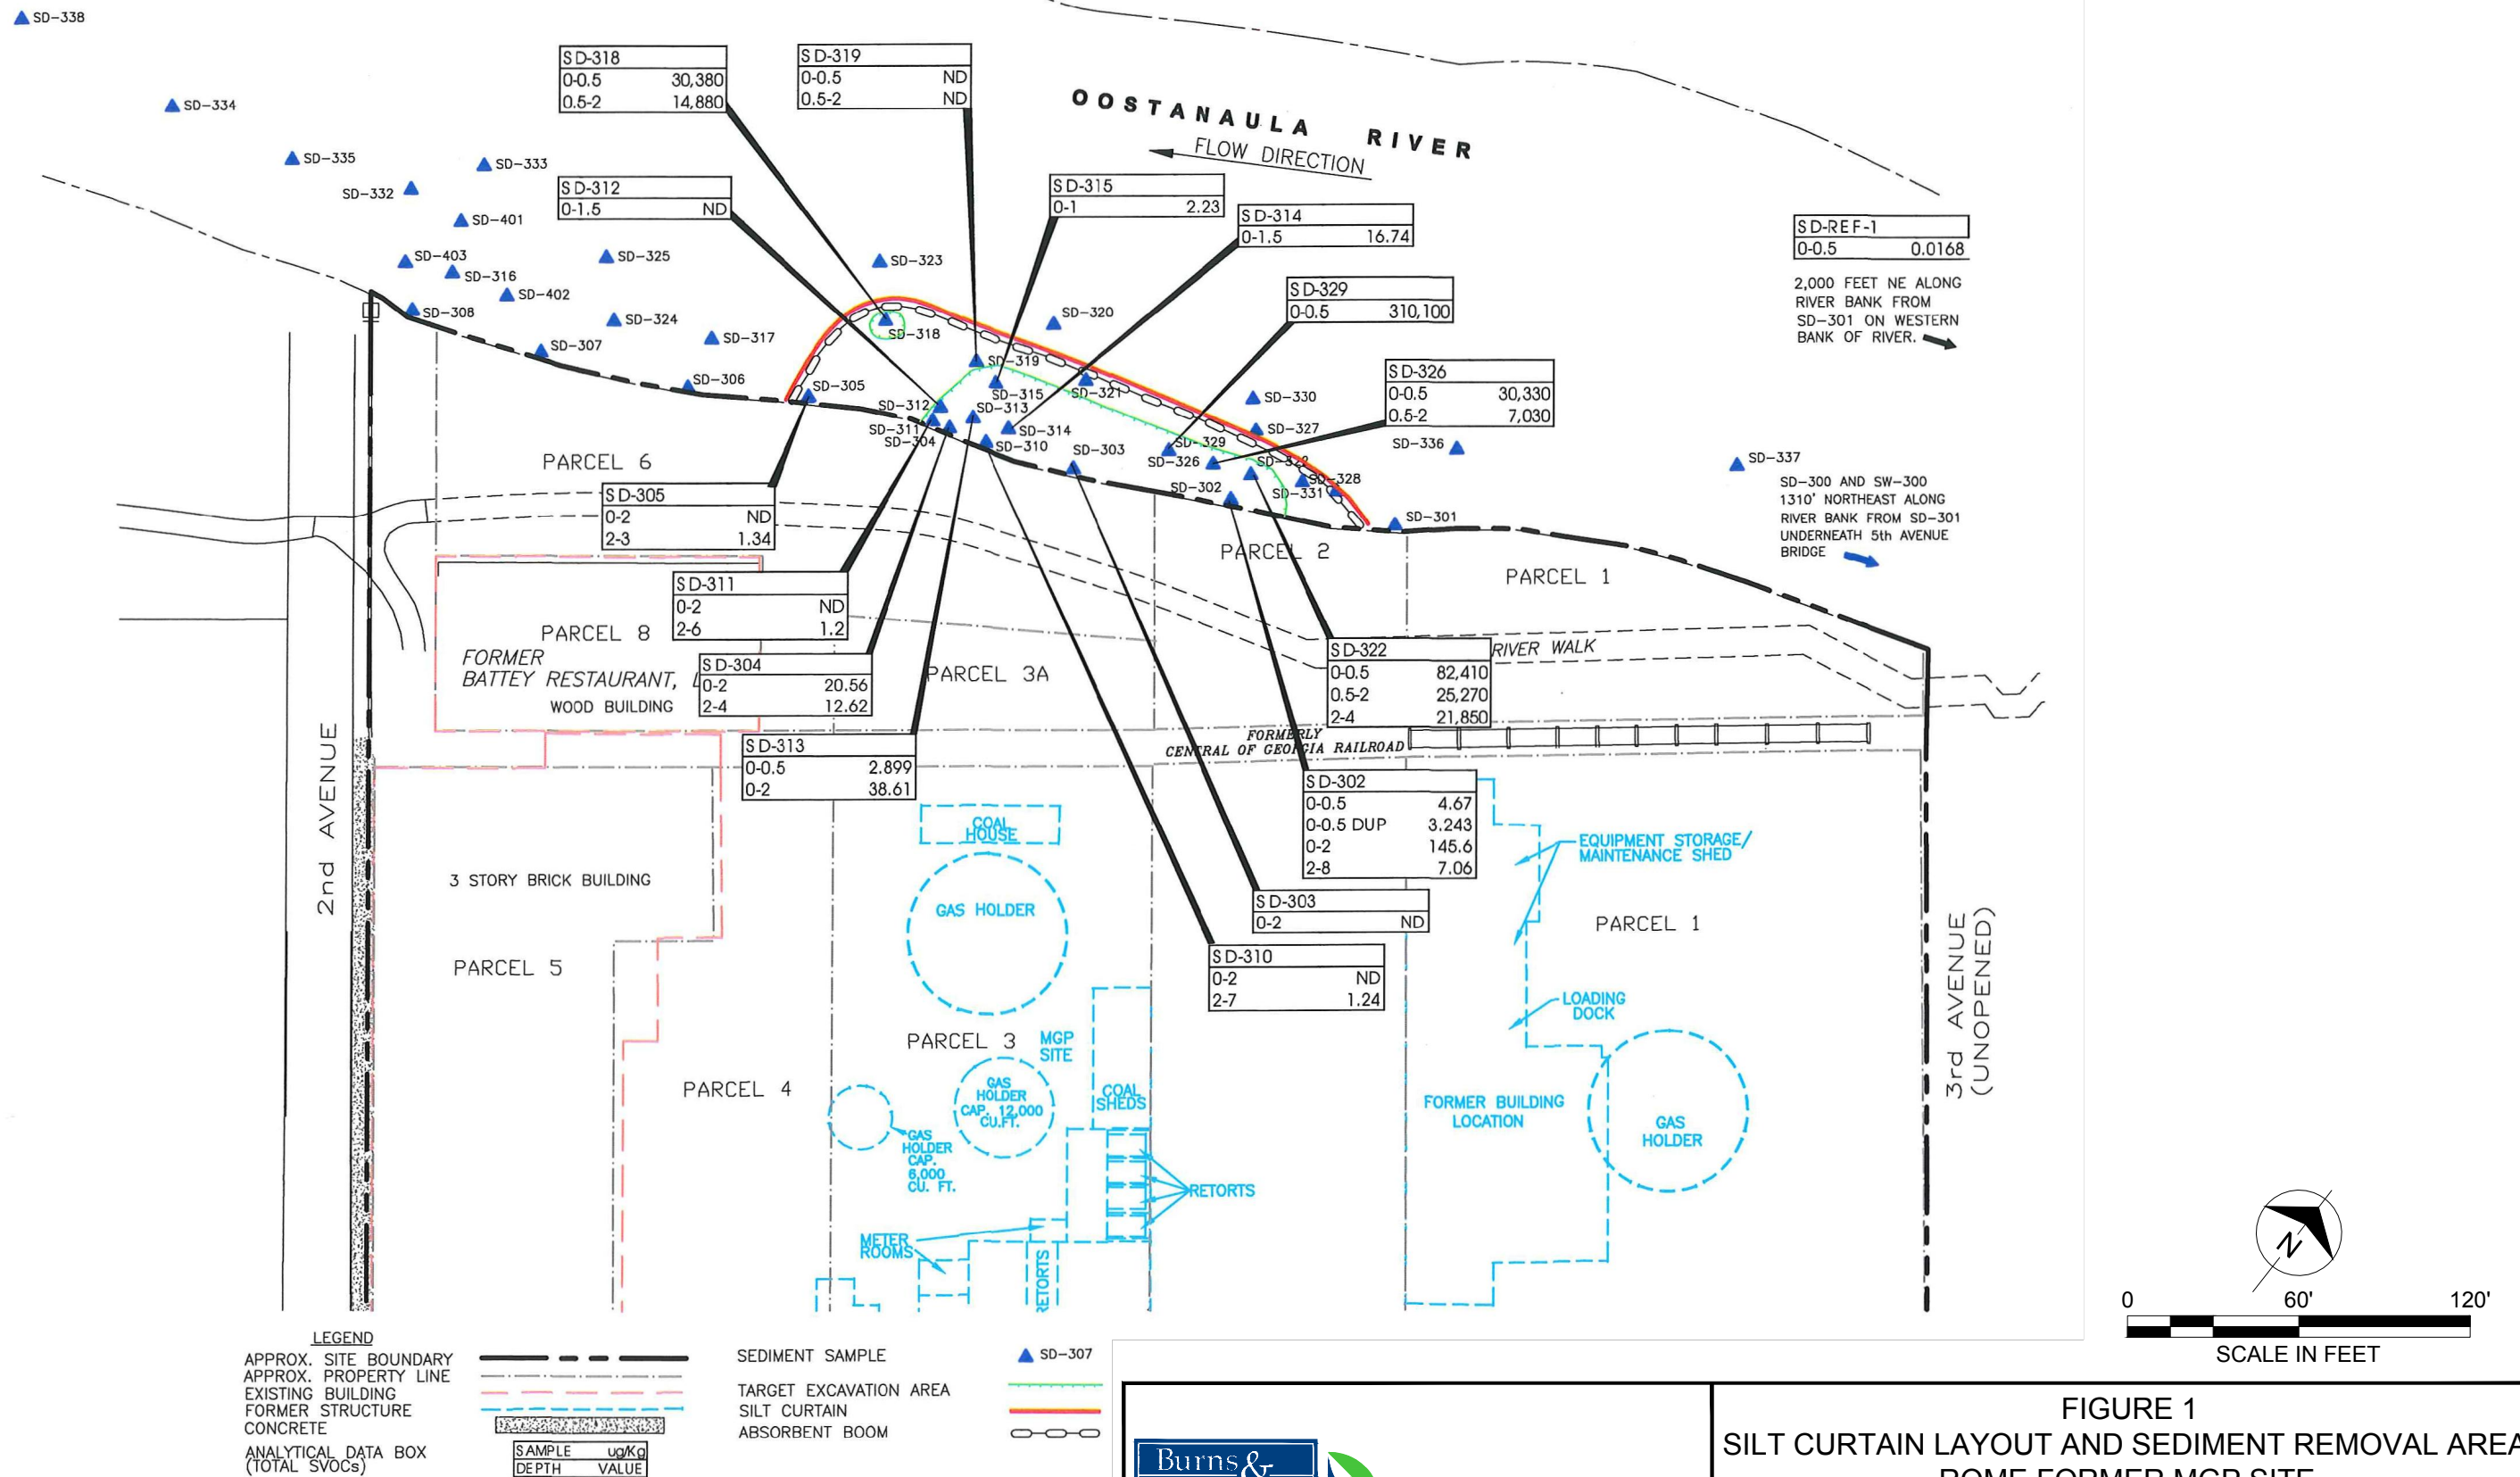 SD-338
SD-334
SD-335
SD-333
SD-332
SD-401
SD-403
SD-316
SD-325
SD-402
SD-308
SD-324
SD-317
SD-307
SD-306
SD-318
0-0.5 30,380
0.5-2 14,880
SD-319
0-0.5 ND
0.5-2 ND
OOSTANAULA RIVER
FLOW DIRECTION
SD-312
0-1.5 ND
SD-315
0-1 2.23
SD-314
0-1.5 16.74
SD-329
0-0.5 310,100
SD-326
0-0.5 30,330
0.5-2 7,030
SD-REF-1
0-0.5 0.0168
2,000 FEET NE ALONG
RIVER BANK FROM
SD-301 ON WESTERN
BANK OF RIVER.
SD-323
SD-318
SD-320
SD-319
SD-305
SD-315
SD-321
SD-312
SD-313
SD-311
SD-304
SD-314
SD-310
SD-303
SD-330
SD-327
SD-329
SD-326
SD-322
SD-328
SD-302
SD-331
SD-336
SD-337
SD-301
SD-300 AND SW-300
1310' NORTHEAST ALONG
RIVER BANK FROM SD-301
UNDERNEATH 5th AVENUE
BRIDGE
PARCEL 6
PARCEL 2
PARCEL 1
SD-305
0-2 ND
2-3 1.34
SD-311
0-2 ND
2-6 1.2
PARCEL 8
FORMER
BATTEY RESTAURANT,
WOOD BUILDING
SD-304
0-2 20.56
2-4 12.62
PARCEL 3A
SD-322
0-0.5 82,410
0.5-2 25,270
2-4 21,850
RIVER WALK
FORMERLY
CENTRAL OF GEORGIA RAILROAD
SD-313
0-0.5 2.899
0-2 38.61
SD-302
0-0.5 4.67
0-0.5 DUP 3.243
0-2 145.6
2-8 7.06
SD-303
0-2 ND
SD-310
0-2 ND
2-7 1.24
2nd AVENUE
3 STORY BRICK BUILDING
PARCEL 5
PARCEL 4
COAL
HOUSE
GAS HOLDER
PARCEL 3
MGP
SITE
GAS
HOLDER
CAP. 12,000
CU.FT.
COAL
SHEDS
GAS
HOLDER
CAP.
6,000
CU. FT.
RETORTS
METER
ROOMS
RETORTS
EQUIPMENT STORAGE/
MAINTENANCE SHED
PARCEL 1
LOADING
DOCK
FORMER BUILDING
LOCATION
GAS
HOLDER
3rd AVENUE
(UNOPENED)
N
0 60' 120'
SCALE IN FEET
LEGEND
APPROX. SITE BOUNDARY
APPROX. PROPERTY LINE
EXISTING BUILDING
FORMER STRUCTURE
CONCRETE
ANALYTICAL DATA BOX
(TOTAL SVOCs)
SAMPLE ug/Kg
DEPTH VALUE
SEDIMENT SAMPLE SD-307
TARGET EXCAVATION AREA
SILT CURTAIN
ABSORBENT BOOM
Burns &
FIGURE 1
SILT CURTAIN LAYOUT AND SEDIMENT REMOVAL AREA
ROME FORMER MGP SITE